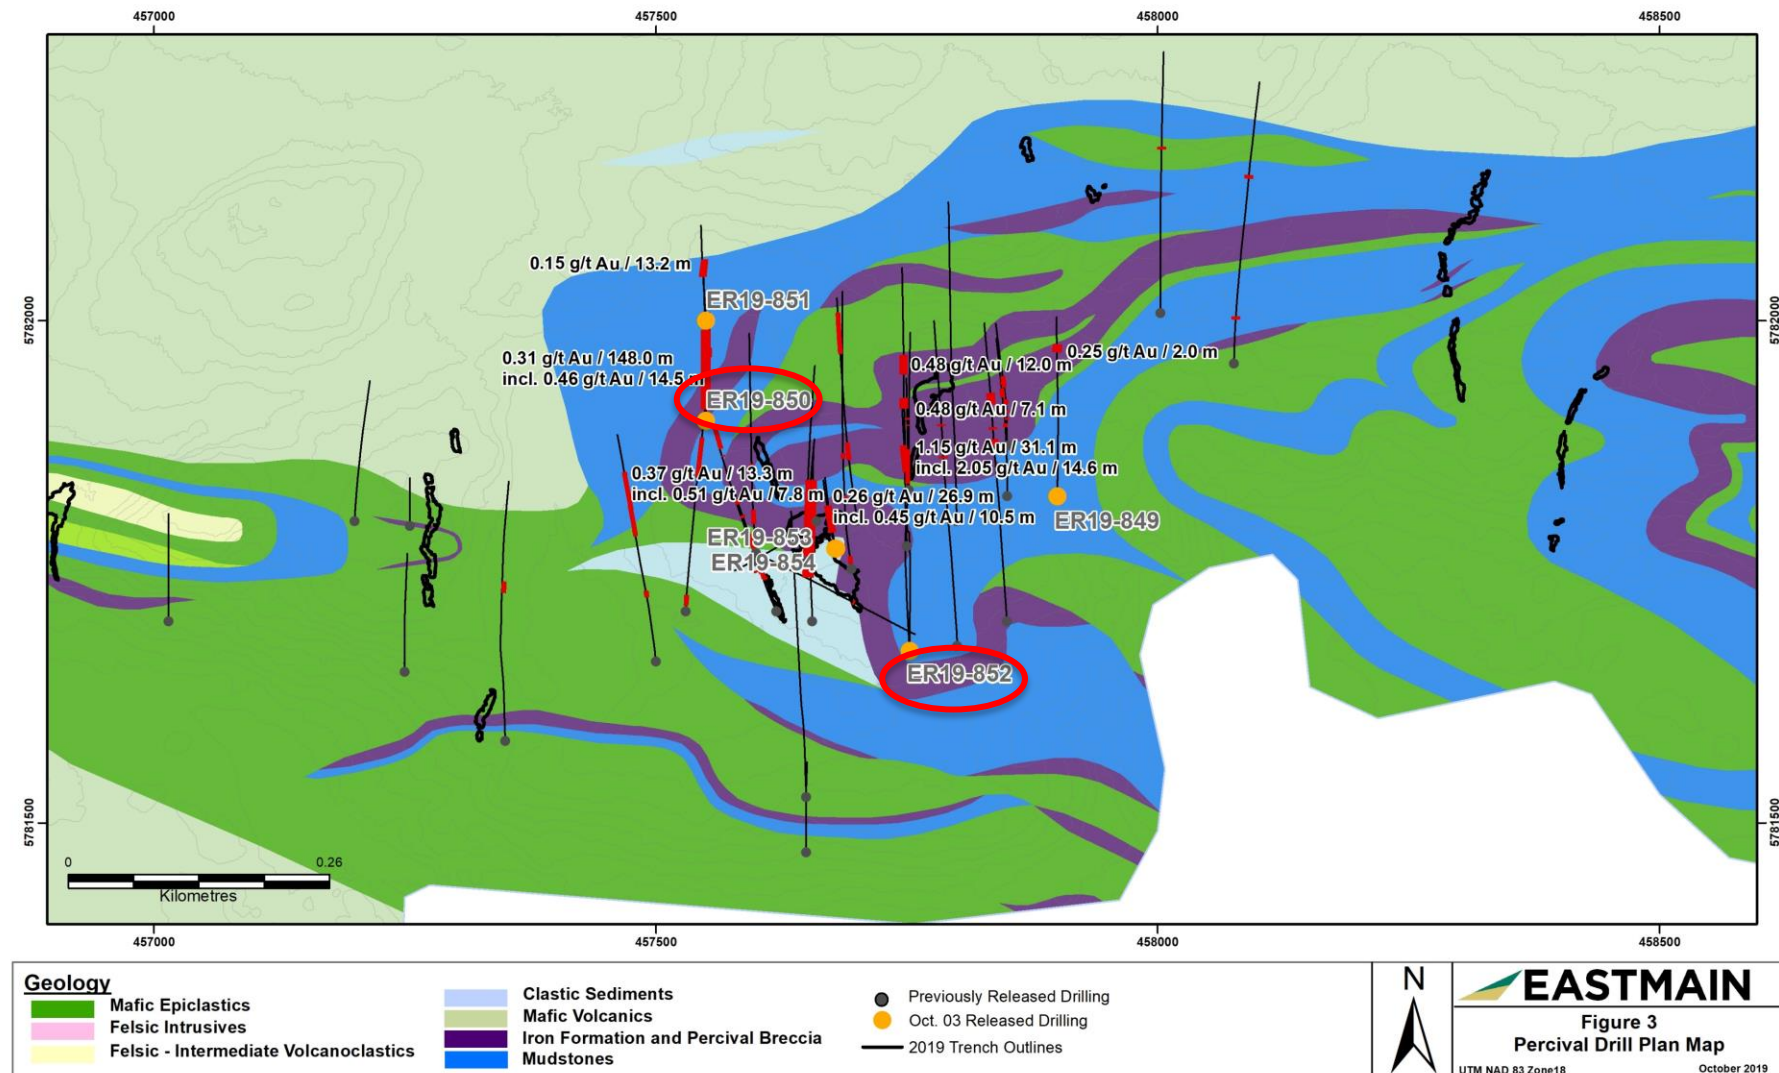 457000
457500
458000
458500
5782000
5782000
0.15 g/t Au / 13.2 m
ER19-851
0.31 g/t Au / 148.0 m
incl. 0.46 g/t Au / 14.5 m
ER19-850
0.25 g/t Au / 2.0 m
0.48 g/t Au / 12.0 m
0.48 g/t Au / 7.1 m
1.15 g/t Au / 31.1 m
incl. 2.05 g/t Au / 14.6 m
0.37 g/t Au / 13.3 m
incl. 0.51 g/t Au / 7.8 m
0.26 g/t Au / 26.9 m
incl. 0.45 g/t Au / 10.5 m
ER19-849
ER19-853
ER19-854
ER19-852
5781500
5781500
0
0.26
Kilometres
457000
457500
458000
458500
Geology
Mafic Epiclastics
Felsic Intrusives
Felsic - Intermediate Volcanoclastics
Clastic Sediments
Mafic Volcanics
Iron Formation and Percival Breccia
Mudstones
Previously Released Drilling
Oct. 03 Released Drilling
2019 Trench Outlines
N
EASTMAIN
Figure 3
Percival Drill Plan Map
UTM NAD 83 Zone18
October 2019